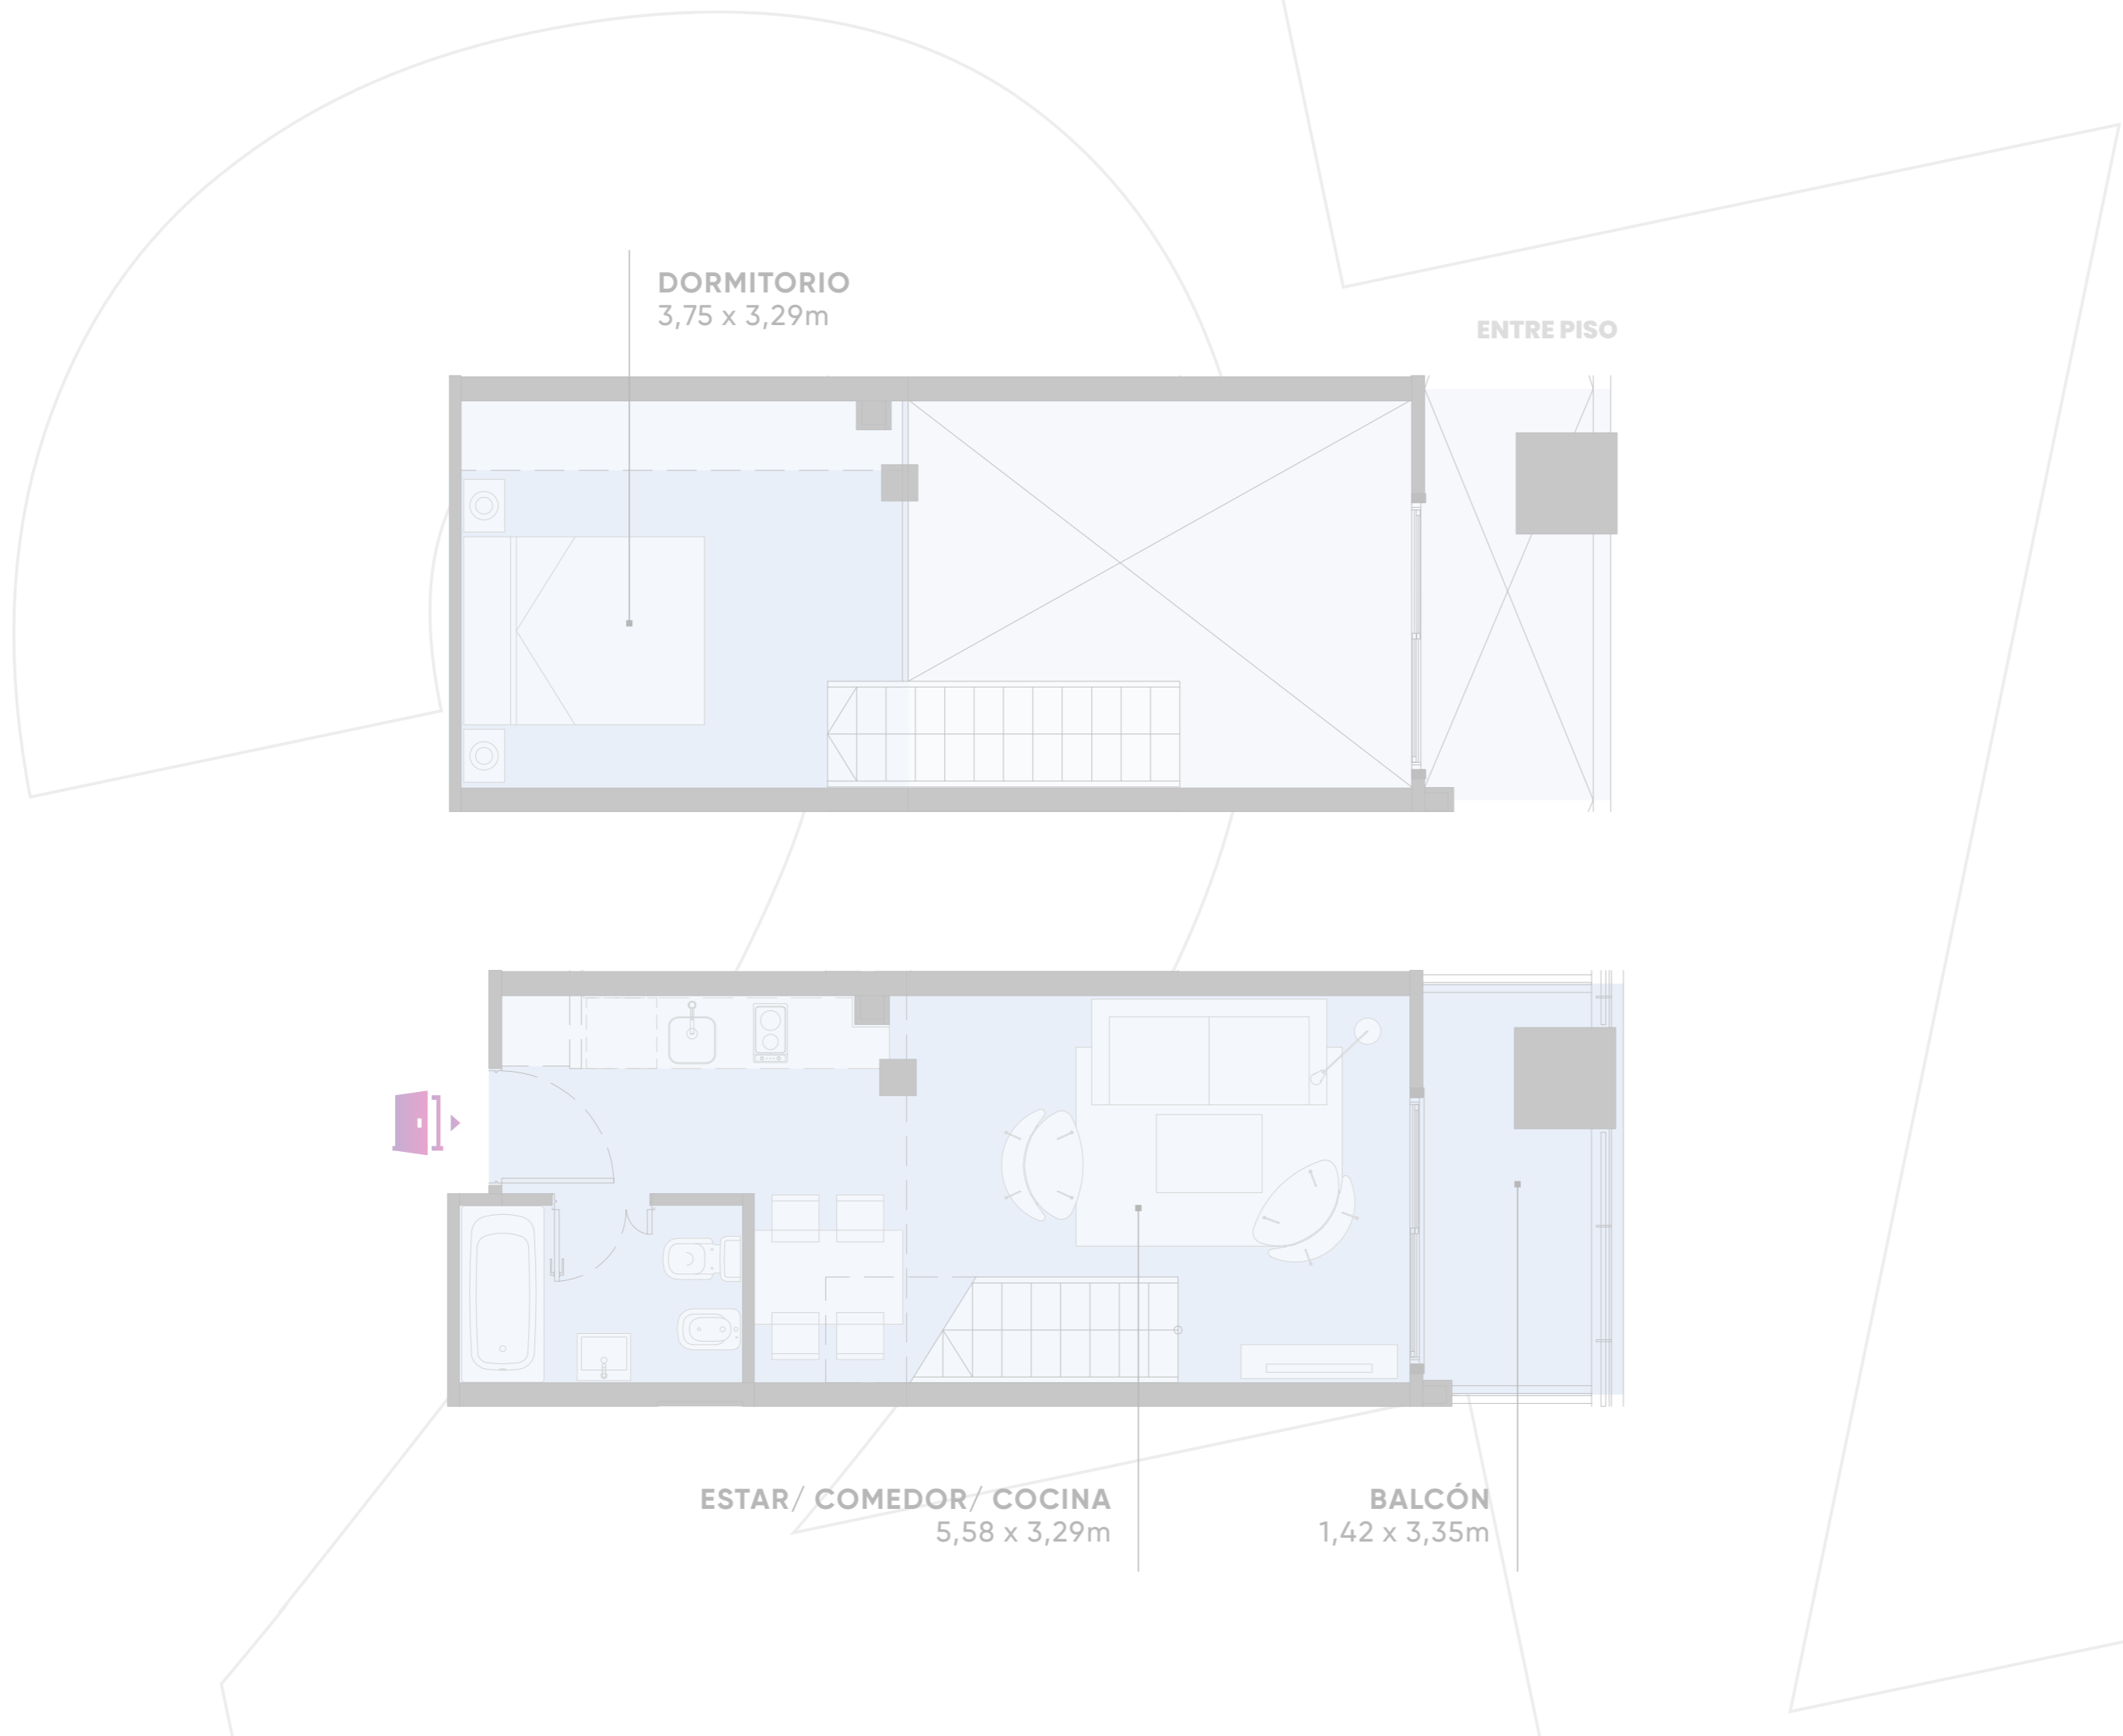 DORMITORIO
3,75 x 3,29m
ENTRE PISO
ESTAR/ COMEDOR/ COCINA
5,58 x 3,29m
BALCÓN
1,42 x 3,35m